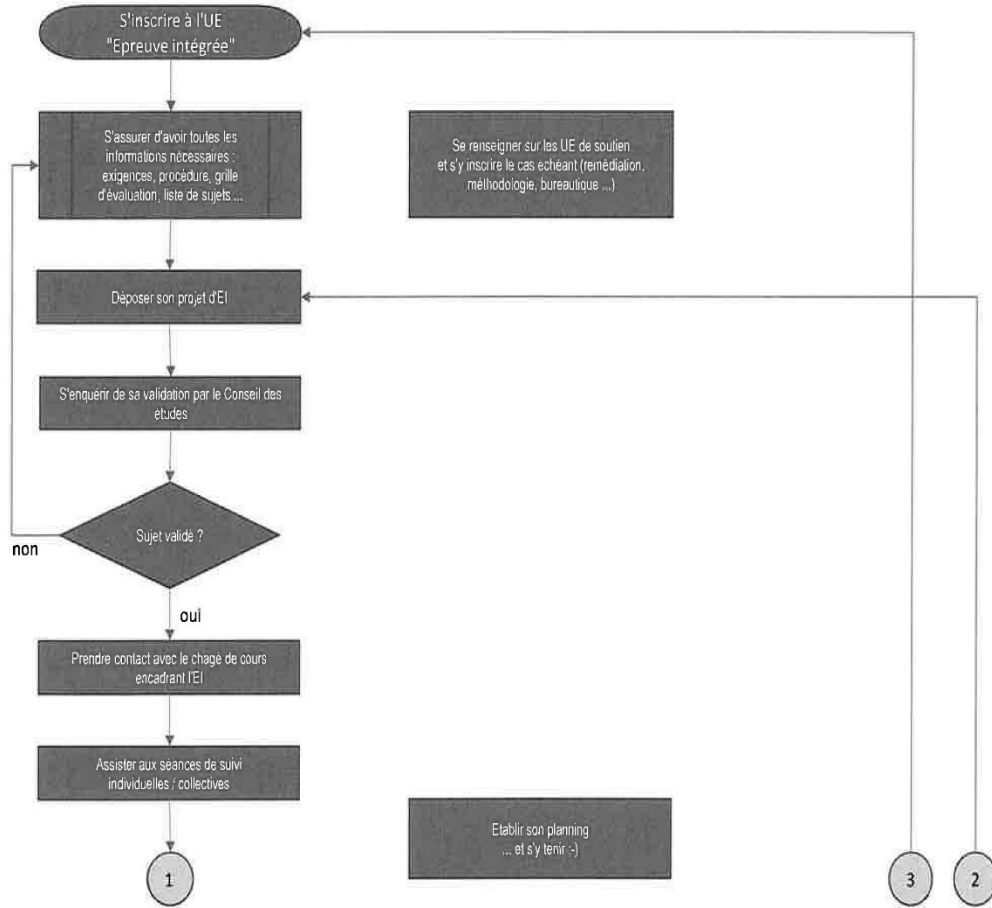 S'inscrire à l'UE
"Epreuve intégrée"
S'assurer d'avoir toutes les
informations nécessaires :
exigences, procédure, grille
d'évaluation, liste de sujets ...
Se renseigner sur les UE de soutien
et s'y inscrire le cas echéant (remédiation,
méthodologie, bureautique ...)
Déposer son projet d'EI
S'enquérir de sa validation par le Conseil des
études
Sujet validé ?
non
oui
Prendre contact avec le chagé de cours
encadrant l'EI
Assister aux séances de suivi
individuelles / collectives
Etablir son planning
... et s'y tenir ;-)
1
3
2